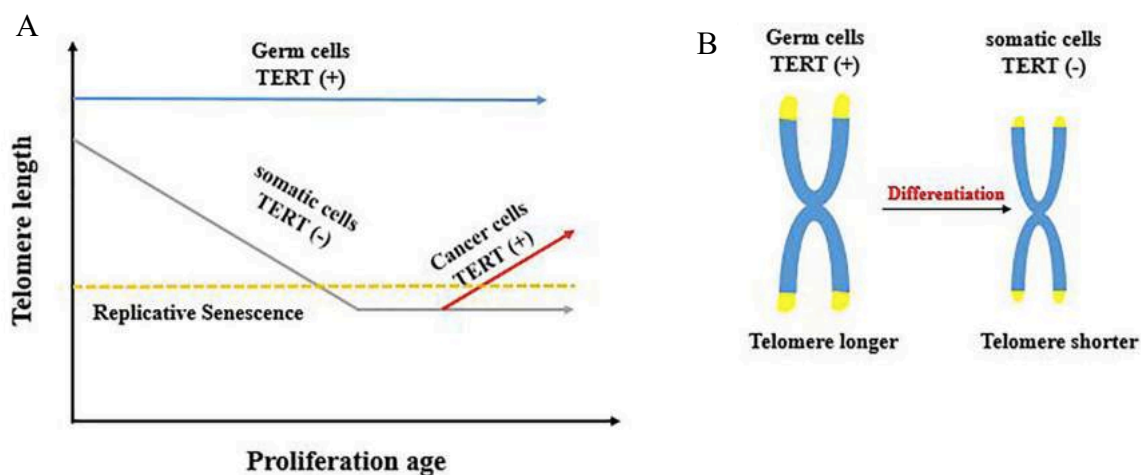 A
Germ cells
TERT (+)
somatic cells
TERT (-)
Cancer cells
TERT (+)
Replicative Senescence
Telomere length
Proliferation age
B
Germ cells
TERT (+)
somatic cells
TERT (-)
Differentiation
Telomere longer
Telomere shorter